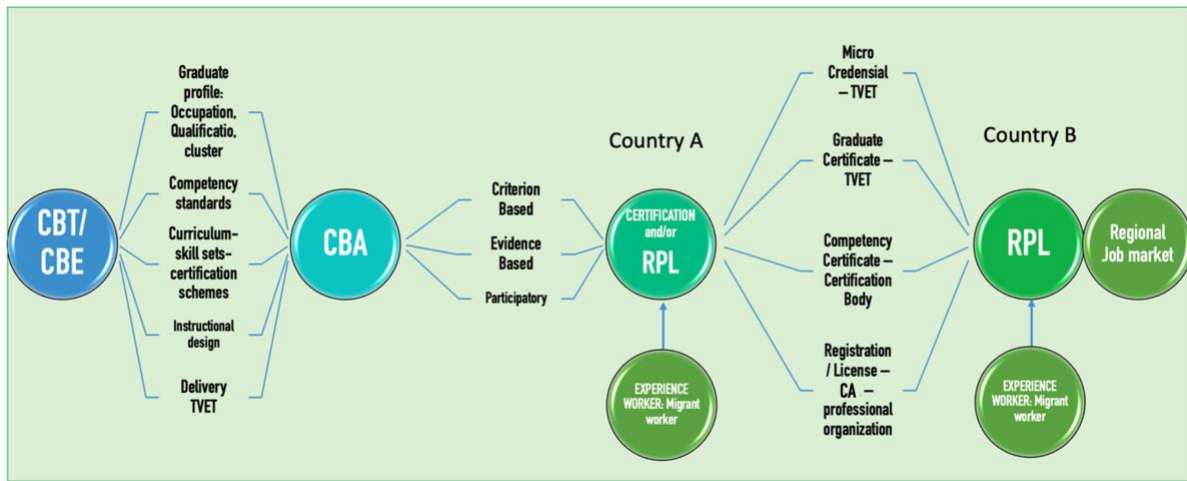 CBT/
CBE
Graduate
profile:
Occupation,
Qualificatio,
cluster
Competency
standards
Curriculum–
skill sets-
certification
schemes
Instructional
design
Delivery
TVET
CBA
Criterion
Based
Evidence
Based
Participatory
Country A
CERTIFICATION
and/or
RPL
EXPERIENCE
WORKER: Migrant
worker
Micro
Credensial
– TVET
Graduate
Certificate –
TVET
Competency
Certificate –
Certification
Body
Registration
/ License –
CA –
professional
organization
Country B
RPL
EXPERIENCE
WORKER: Migrant
worker
Regional
Job market